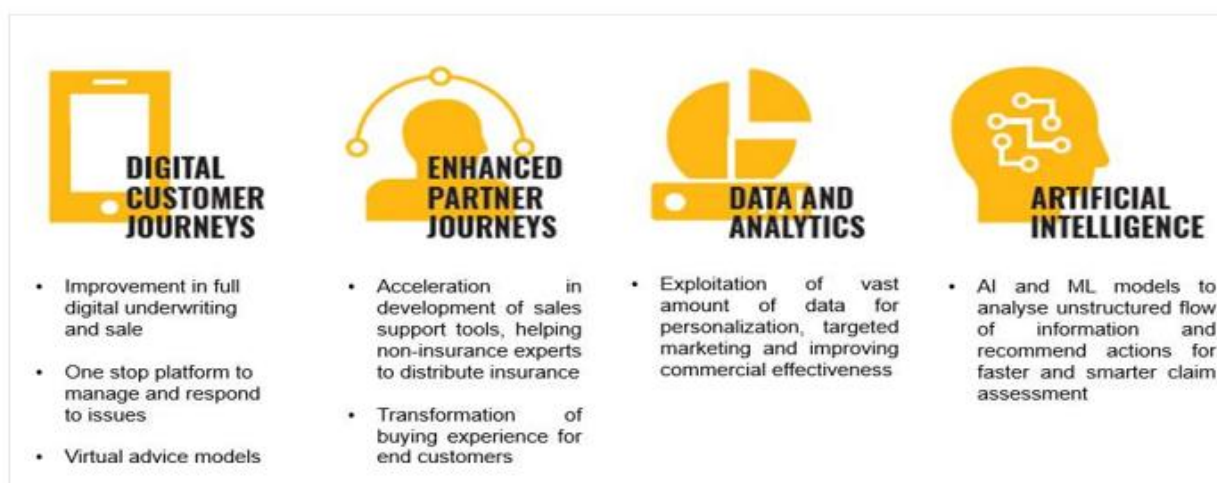 DIGITAL
CUSTOMER
JOURNEYS
• Improvement in full
digital underwriting
and sale
• One stop platform to
manage and respond
to issues
• Virtual advice models
ENHANCED
PARTNER
JOURNEYS
• Acceleration in
development of sales
support tools, helping
non-insurance experts
to distribute insurance
• Transformation of
buying experience for
end customers
DATA AND
ANALYTICS
• Exploitation of vast
amount of data for
personalization, targeted
marketing and improving
commercial effectiveness
ARTIFICIAL
INTELLIGENCE
• AI and ML models to
analyse unstructured flow
of information and
recommend actions for
faster and smarter claim
assessment